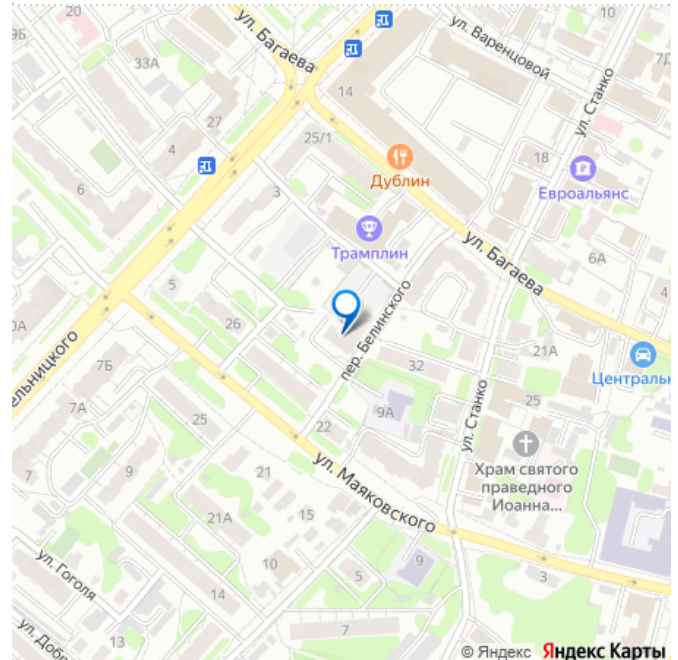 20
9Б
ул. Багаева
ул. Варенцовой
7Д
33А
14
ул. Станко
27
25/1
4
18
Дублин
Евроальянс
6
3
Трамплин
ул. Багаева
6А
5
пер. Белинского
0А
26
21А
ельницкого
7Б
32
Центральн
7А
25
9А
ул. Станко
25
22
7
9
21
ул. Маяковского
Храм святого
праведного
Иоанна...
21А
15
ул. Гоголя
10
5
9
3
14
ул. Добр
13
7
© Яндекс Яндекс Карты